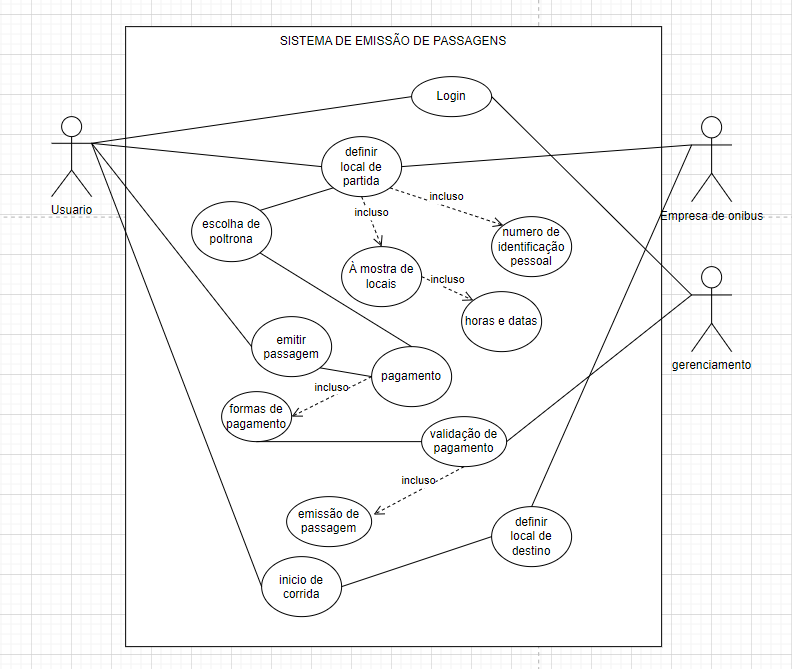 SISTEMA DE EMISSÃO DE PASSAGENS
Login
definir
local de
partida
Usuario
incluso
incluso
Empresa de onibus
escolha de
poltrona
numero de
identificação
pessoal
À mostra de
locais
incluso
horas e datas
emitir
passagem
gerenciamento
pagamento
incluso
formas de
pagamento
validação de
pagamento
incluso
emissão de
passagem
definir
local de
destino
inicio de
corrida